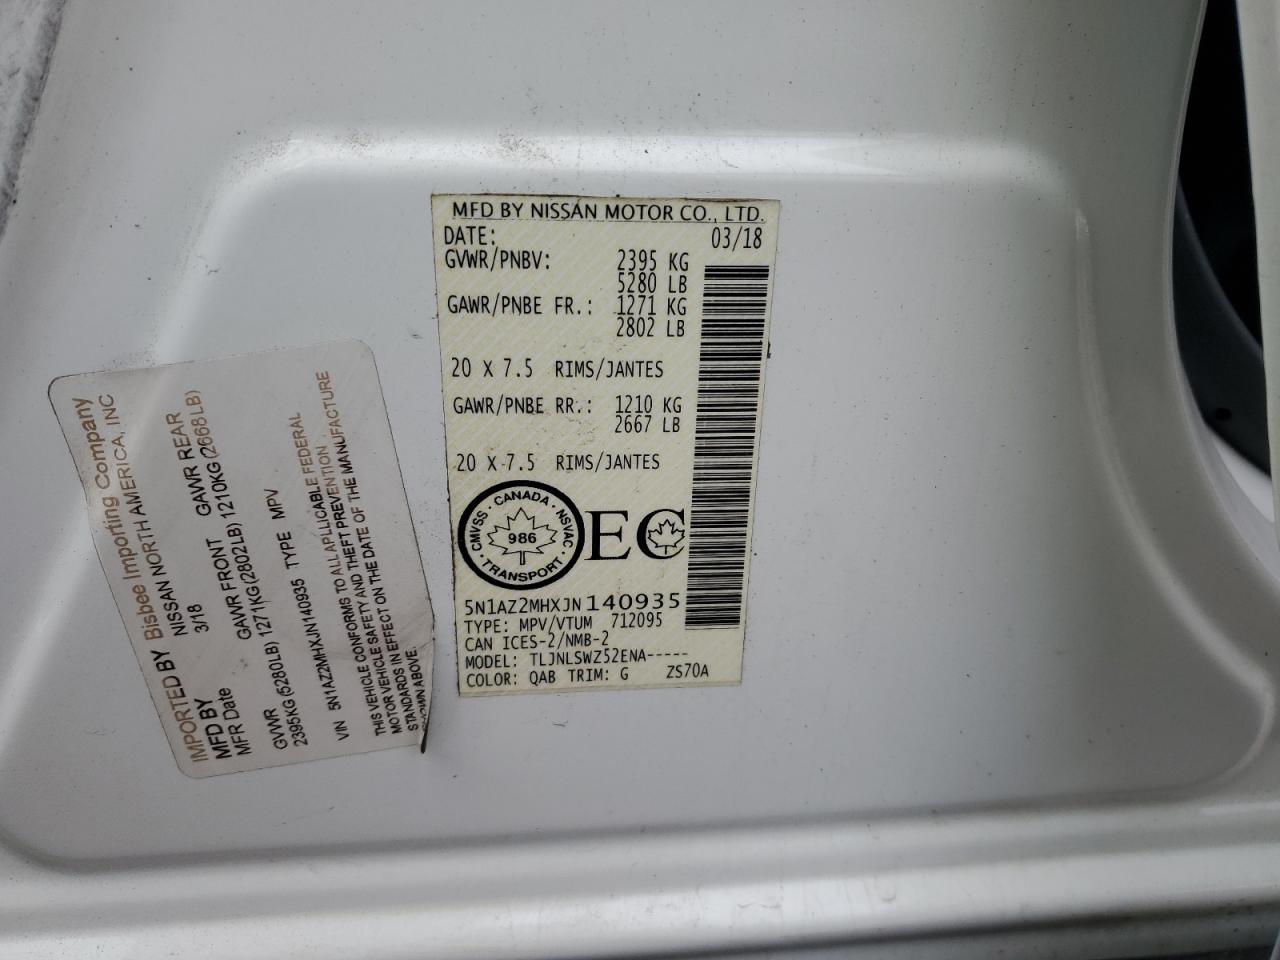 MFD BY NISSAN MOTOR CO., LTD.
DATE: 03/18
GVWR/PNBV: 2395 KG
5280 LB
GAWR/PNBE FR.: 1271 KG
2802 LB
20 X 7.5 RIMS/JANTES
GAWR/PNBE RR.: 1210 KG
2667 LB
20 X 7.5 RIMS/JANTES
CANADA · NSVAC · TRANSPORT · CMVSS ·
986
EC
5N1AZ2MHXJN140935
TYPE: MPV/VTUM 712095
CAN ICES-2/NMB-2
MODEL: TLJNLSWZ52ENA-----
COLOR: QAB TRIM: G ZS70A
IMPORTED BY Bisbee Importing Company
MFD BY NISSAN NORTH AMERICA, INC
MFR Date 3/18
GVWR GAWR FRONT GAWR REAR
2395KG (5280LB) 1271KG(2802LB) 1210KG (2668LB)
VIN 5N1AZ2MHXJN140935 TYPE MPV
THIS VEHICLE CONFORMS TO ALL APLLICABLE FEDERAL
MOTOR VEHICLE SAFETY AND THEFT PREVENTION
STANDARDS IN EFFECT ON THE DATE OF THE MANUFACTURE
SHOWN ABOVE.